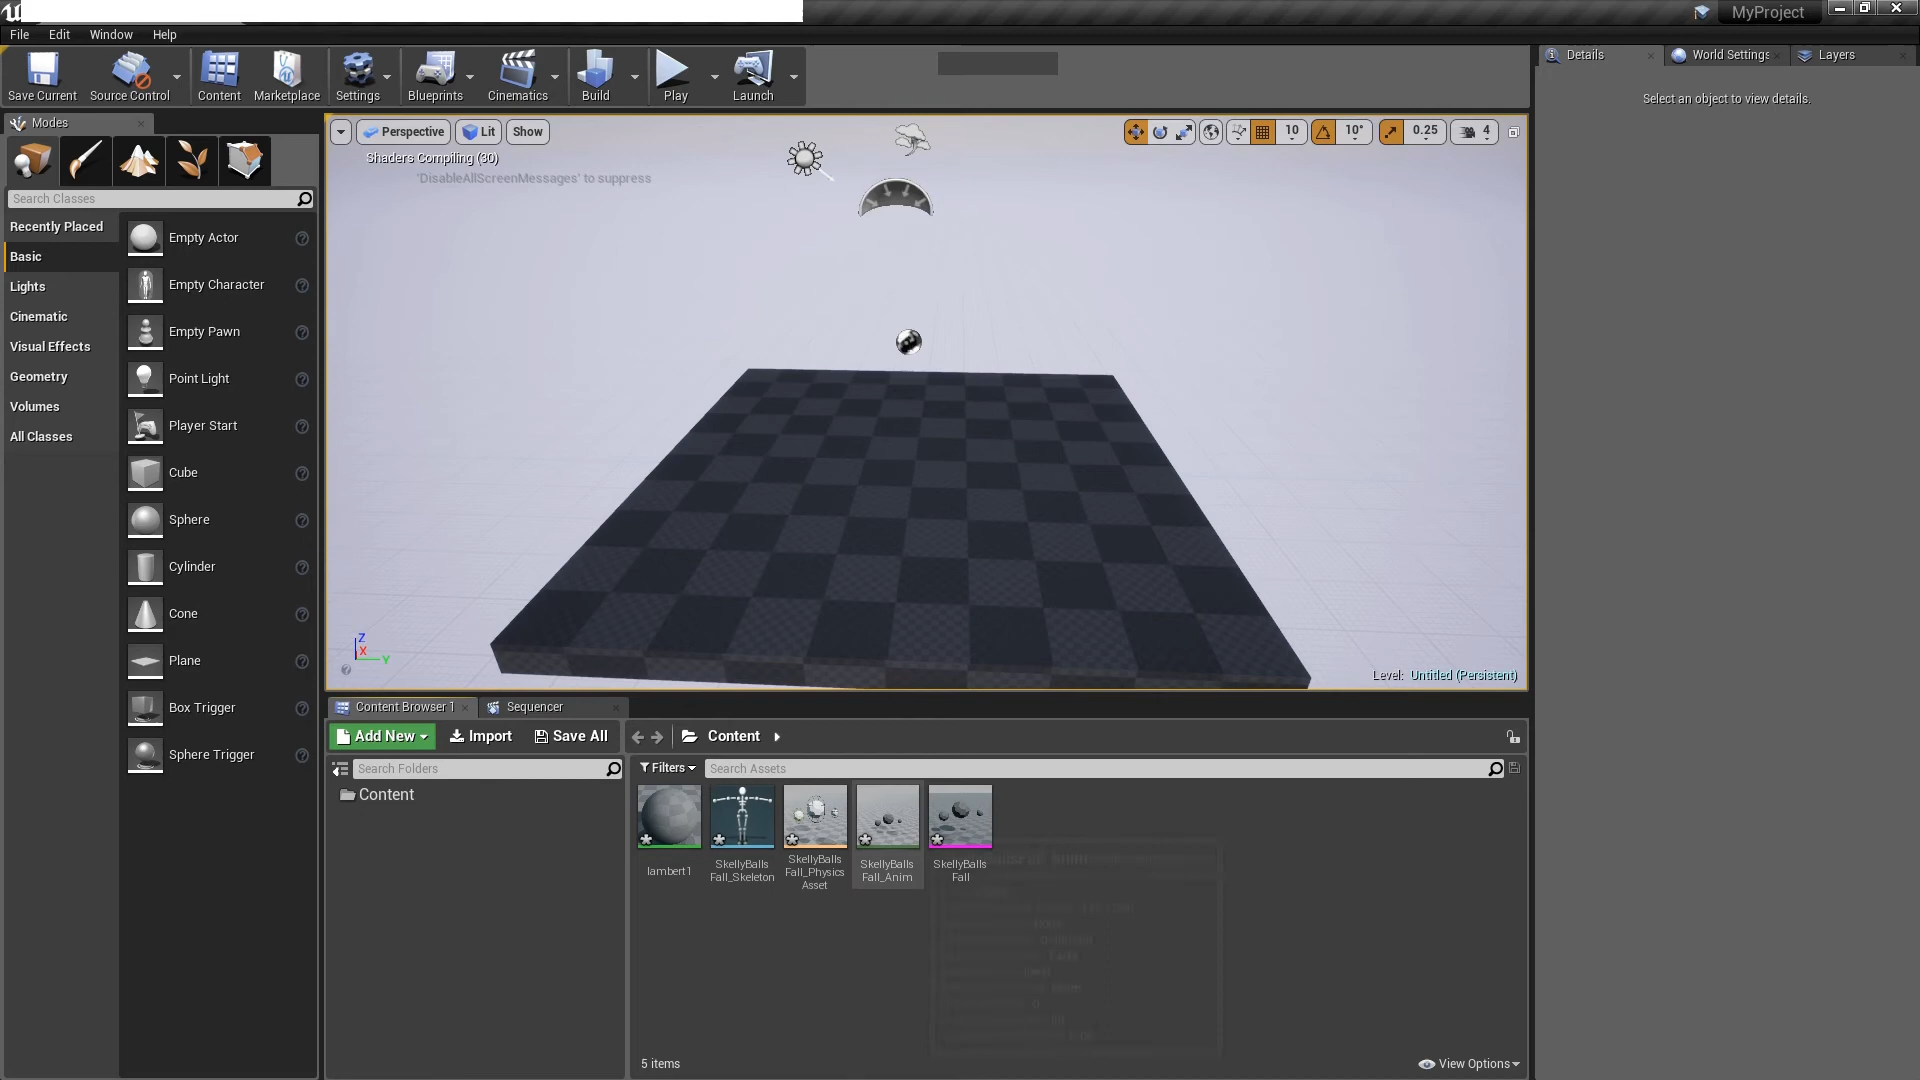 MyProject
File Edit Window Help
Save Current Source Control Content Marketplace Settings Blueprints Cinematics Build Play Launch
Details World Settings Layers
Select an object to view details.
Modes
Search Classes
Recently Placed
Basic
Lights
Cinematic
Visual Effects
Geometry
Volumes
All Classes
Empty Actor
Empty Character
Empty Pawn
Point Light
Player Start
Cube
Sphere
Cylinder
Cone
Plane
Box Trigger
Sphere Trigger
Perspective Lit Show
10 10° 0.25 4
Shaders Compiling (30)
'DisableAllScreenMessages' to suppress
Z
X
Y
Level: Untitled (Persistent)
Content Browser 1 Sequencer
Add New Import Save All Content
Search Folders
Content
Filters Search Assets
lambert1
SkellyBalls
Fall_Skeleton
SkellyBalls
Fall_Physics
Asset
SkellyBalls
Fall_Anim
SkellyBalls
Fall
5 items
View Options